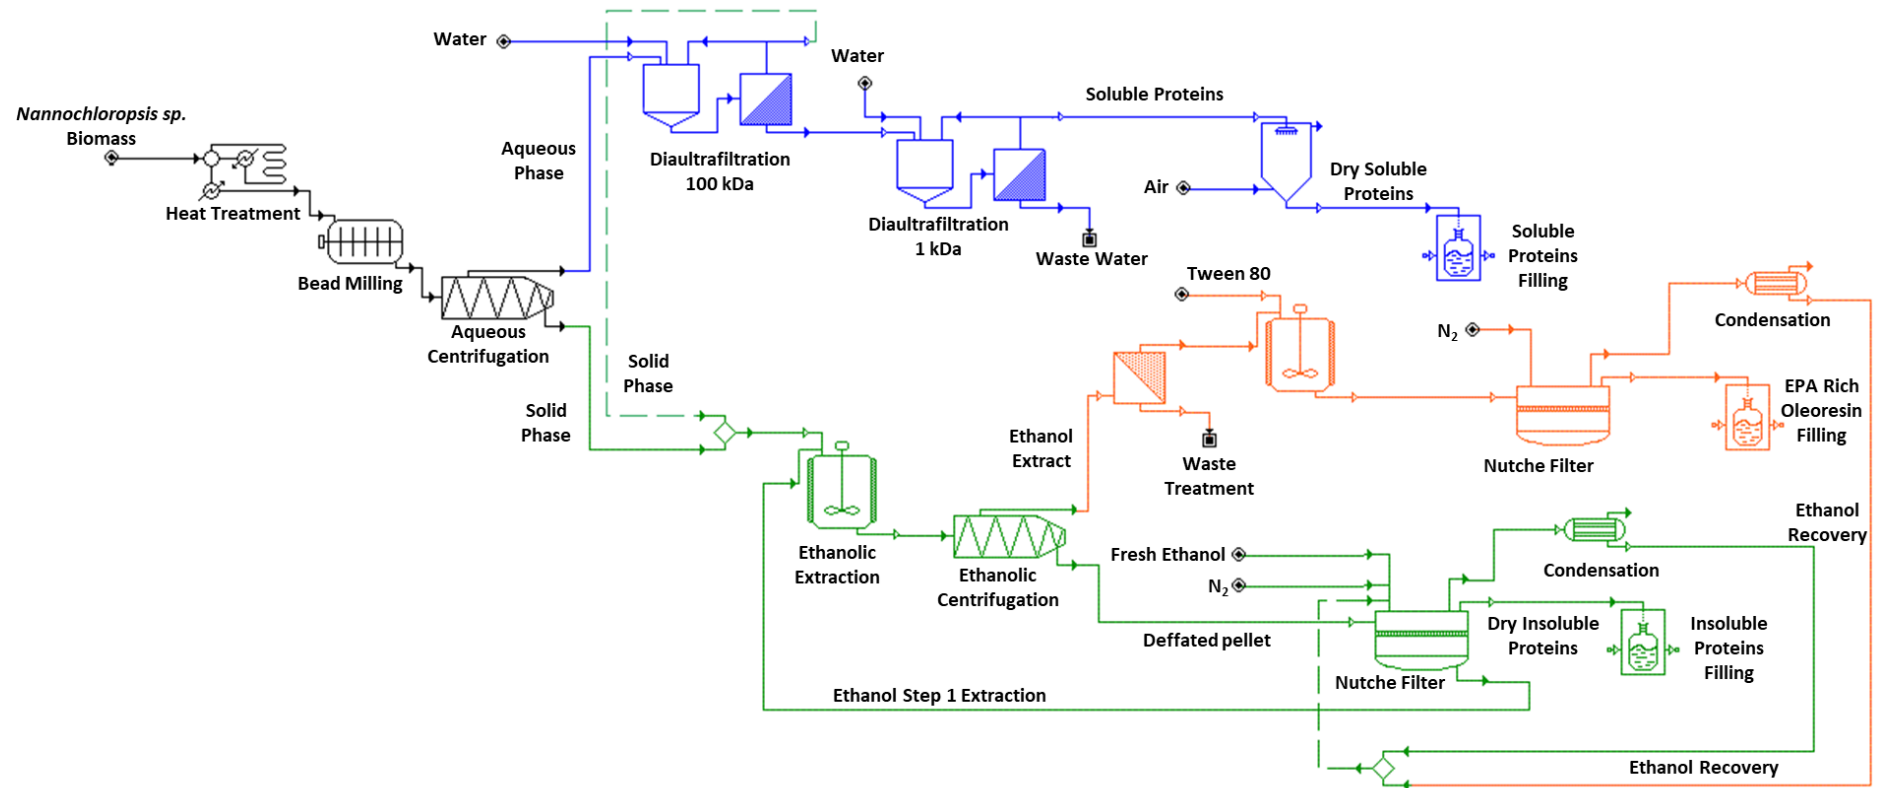 Water
Water
Nannochloropsis sp.
Biomass
Soluble Proteins
Aqueous
Phase
Diaultrafiltration
100 kDa
Air
Dry Soluble
Proteins
Heat Treatment
Diaultrafiltration
1 kDa
Waste Water
Soluble
Proteins
Filling
Bead Milling
Tween 80
Aqueous
Centrifugation
N2
Condensation
Solid
Phase
Solid
Phase
EPA Rich
Oleoresin
Filling
Ethanol
Extract
Waste
Treatment
Nutche Filter
Ethanol
Recovery
Ethanolic
Extraction
Ethanolic
Centrifugation
Fresh Ethanol
N2
Condensation
Deffated pellet
Dry Insoluble
Proteins
Insoluble
Proteins
Filling
Nutche Filter
Ethanol Step 1 Extraction
Ethanol Recovery